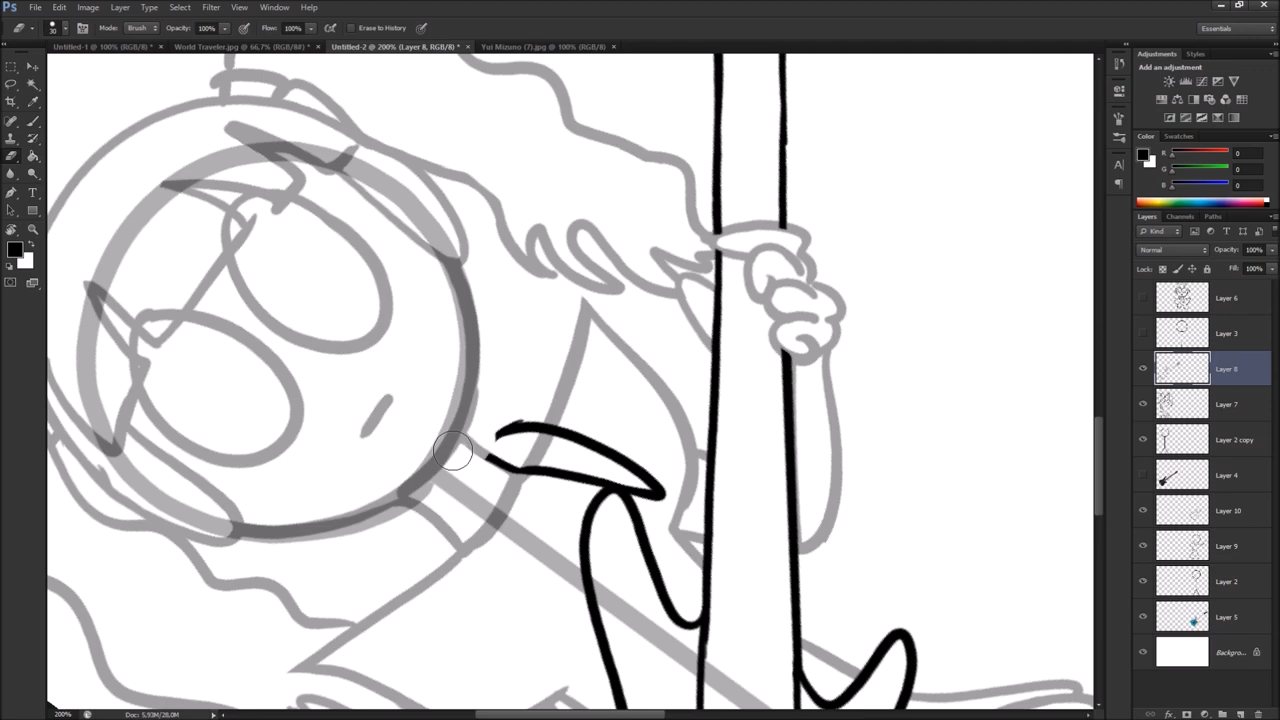 Ps File Edit Image Layer Type Select Filter View Window Help
30 Mode: Brush Opacity: 100% Flow: 100% Erase to History Essentials
Untitled-1 @ 100% (RGB/8) * × World Traveler.jpg @ 66,7% (RGB/8#) * × Untitled-2 @ 200% (Layer 8, RGB/8) * × Yui Mizuno (7).jpg @ 100% (RGB/8) ×
Adjustments Styles
Add an adjustment
Color Swatches
R 0
G 0
B 0
Layers Channels Paths
Kind
Normal Opacity: 100%
Lock: Fill: 100%
Layer 6
Layer 3
Layer 8
Layer 7
Layer 2 copy
Layer 4
Layer 10
Layer 9
Layer 2
Layer 5
Backgro...
200% Doc: 5,93M/28,0M